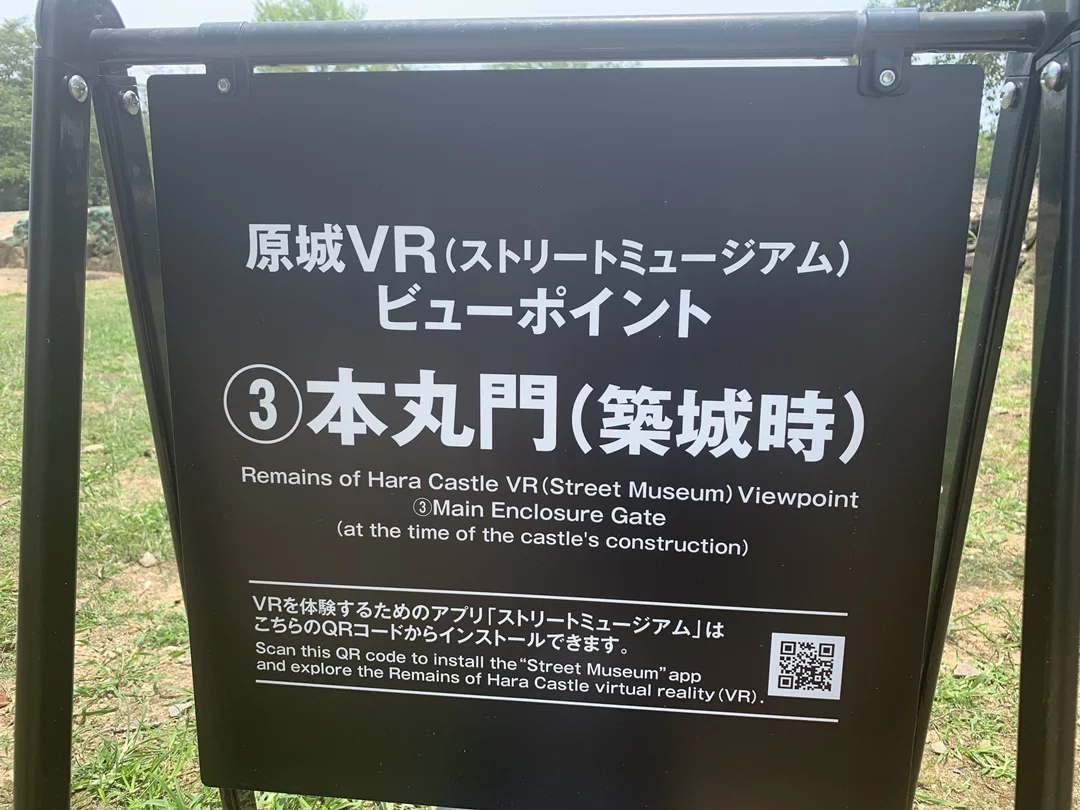 原城VR(ストリートミュージアム)
ビューポイント
③本丸門(築城時)
Remains of Hara Castle VR(Street Museum)Viewpoint
③Main Enclosure Gate
(at the time of the castle's construction)
VRを体験するためのアプリ「ストリートミュージアム」は
こちらのQRコードからインストールできます。
Scan this QR code to install the “Street Museum” app
and explore the Remains of Hara Castle virtual reality(VR).